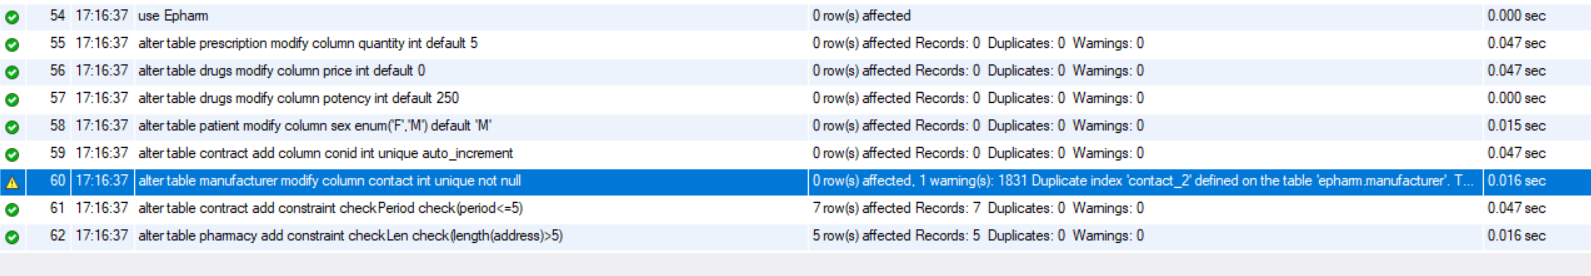 54 17:16:37 use Epharm 0 row(s) affected 0.000 sec
55 17:16:37 alter table prescription modify column quantity int default 5 0 row(s) affected Records: 0 Duplicates: 0 Warnings: 0 0.047 sec
56 17:16:37 alter table drugs modify column price int default 0 0 row(s) affected Records: 0 Duplicates: 0 Warnings: 0 0.047 sec
57 17:16:37 alter table drugs modify column potency int default 250 0 row(s) affected Records: 0 Duplicates: 0 Warnings: 0 0.000 sec
58 17:16:37 alter table patient modify column sex enum('F','M') default 'M' 0 row(s) affected Records: 0 Duplicates: 0 Warnings: 0 0.015 sec
59 17:16:37 alter table contract add column conid int unique auto_increment 0 row(s) affected Records: 0 Duplicates: 0 Warnings: 0 0.047 sec
60 17:16:37 alter table manufacturer modify column contact int unique not null 0 row(s) affected, 1 warning(s): 1831 Duplicate index 'contact_2' defined on the table 'epharm.manufacturer'. T... 0.016 sec
61 17:16:37 alter table contract add constraint checkPeriod check(period<=5) 7 row(s) affected Records: 7 Duplicates: 0 Warnings: 0 0.047 sec
62 17:16:37 alter table pharmacy add constraint checkLen check(length(address)>5) 5 row(s) affected Records: 5 Duplicates: 0 Warnings: 0 0.016 sec